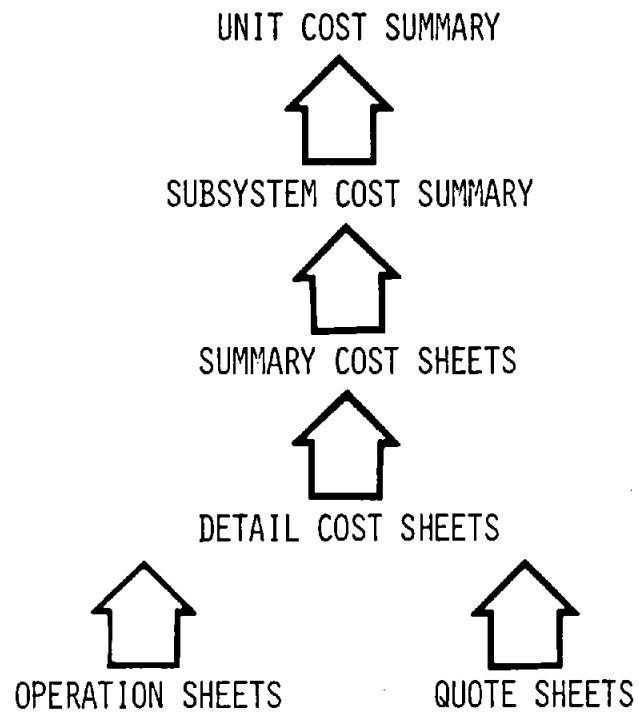 UNIT COST SUMMARY
SUBSYSTEM COST SUMMARY
SUMMARY COST SHEETS
DETAIL COST SHEETS
OPERATION SHEETS QUOTE SHEETS